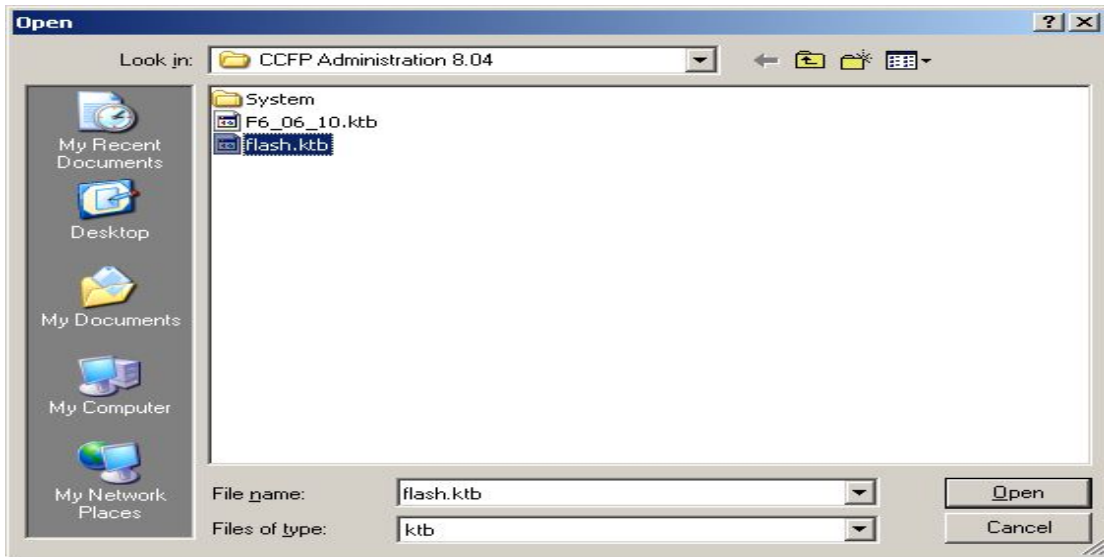 Open
Look in: CCFP Administration 8.04
System
F6_06_10.ktb
flash.ktb
My Recent
Documents
Desktop
My Documents
My Computer
My Network
Places
File name: flash.ktb Open
Files of type: ktb Cancel